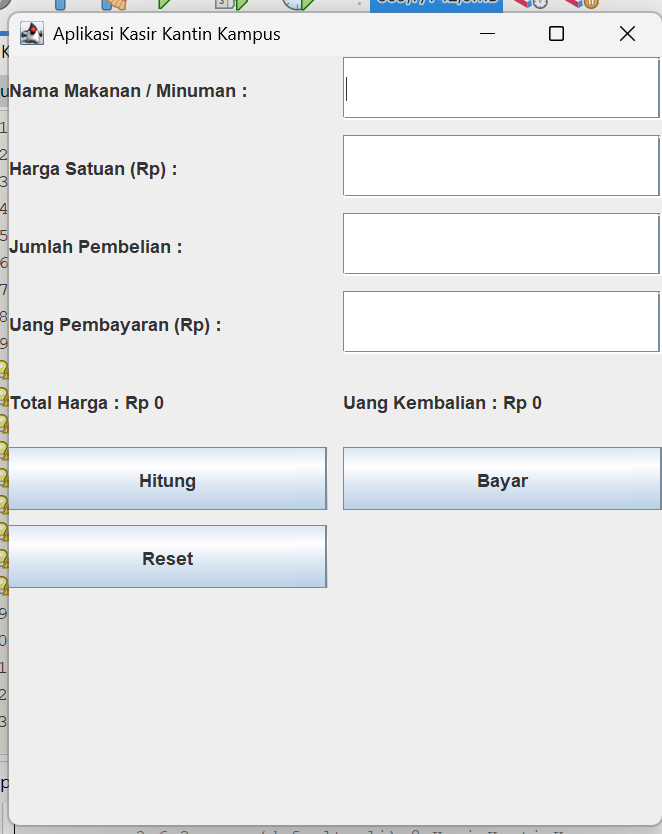 Aplikasi Kasir Kantin Kampus
Nama Makanan / Minuman :
Harga Satuan (Rp) :
Jumlah Pembelian :
Uang Pembayaran (Rp) :
Total Harga : Rp 0
Uang Kembalian : Rp 0
Hitung
Bayar
Reset